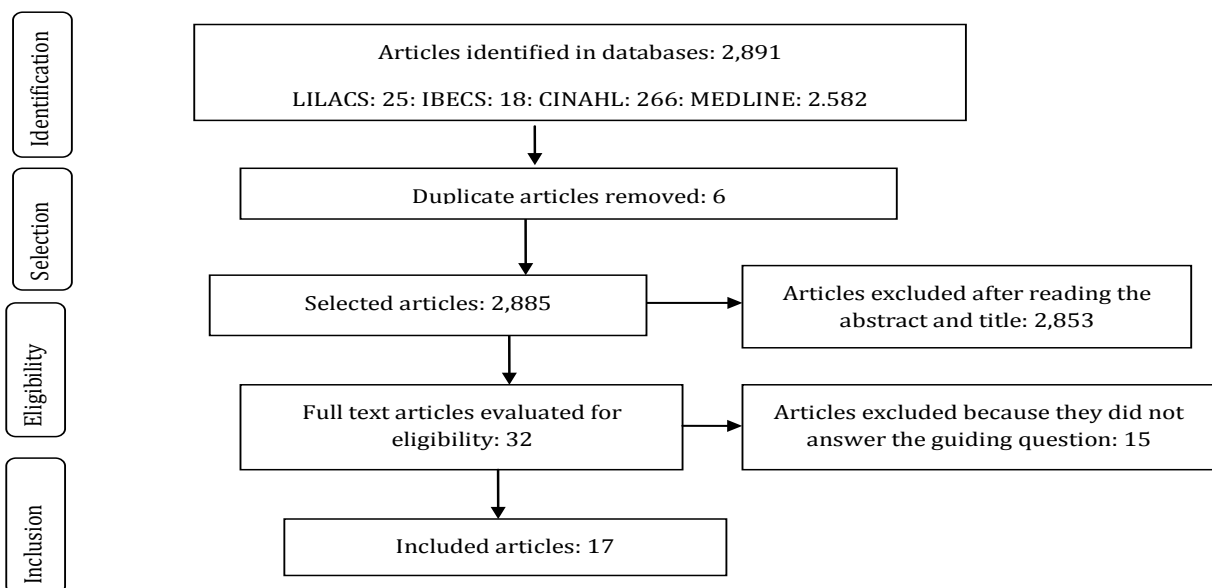 Identification
Articles identified in databases: 2,891
LILACS: 25: IBECS: 18: CINAHL: 266: MEDLINE: 2.582
Selection
Duplicate articles removed: 6
Selected articles: 2,885
Articles excluded after reading the
abstract and title: 2,853
Eligibility
Full text articles evaluated for
eligibility: 32
Articles excluded because they did not
answer the guiding question: 15
Inclusion
Included articles: 17